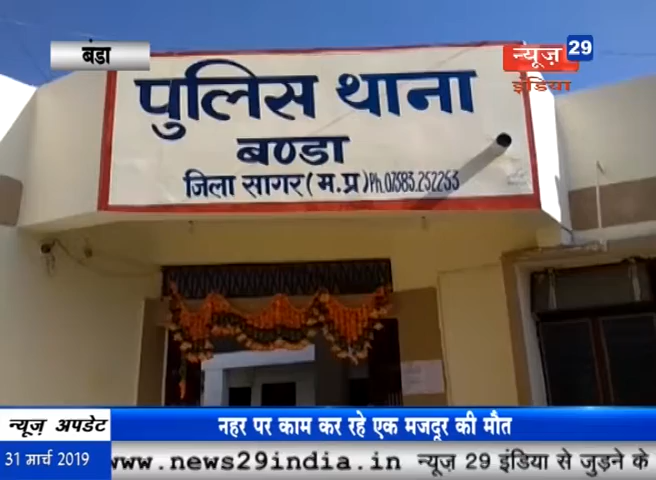 बंडा
न्यूज़ 29
इंडिया
पुलिस थाना
बण्डा
जिला सागर (म.प्र) Ph.07583.252253
न्यूज़ अपडेट
नहर पर काम कर रहे एक मजदूर की मौत
31 मार्च 2019
www.news29india.in न्यूज़ 29 इंडिया से जुड़ने के